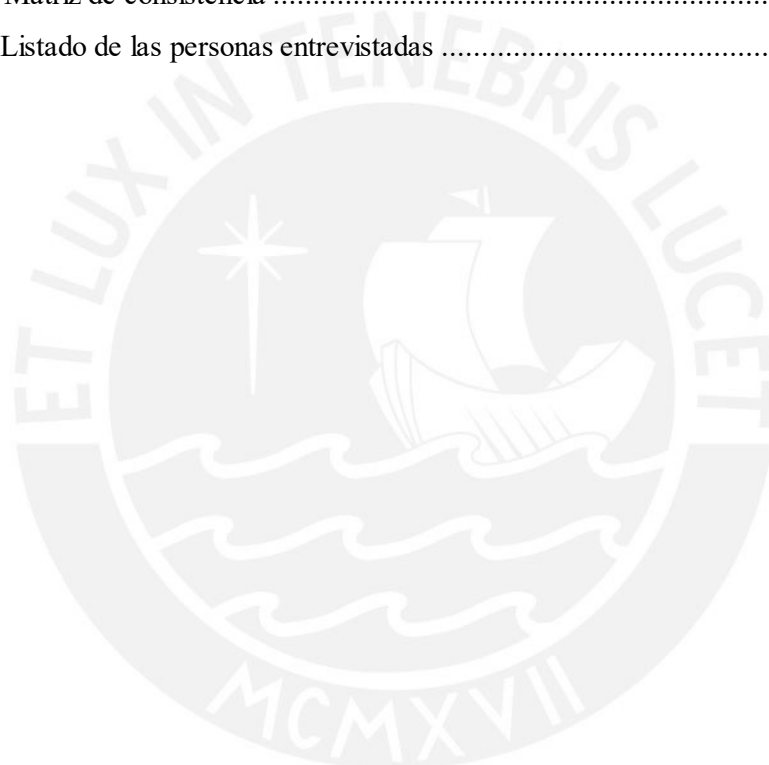 Matriz de consistencia ....................................................................
Listado de las personas entrevistadas ..........................................
ET LUX IN TENEBRIS LUCET
MCMXVII